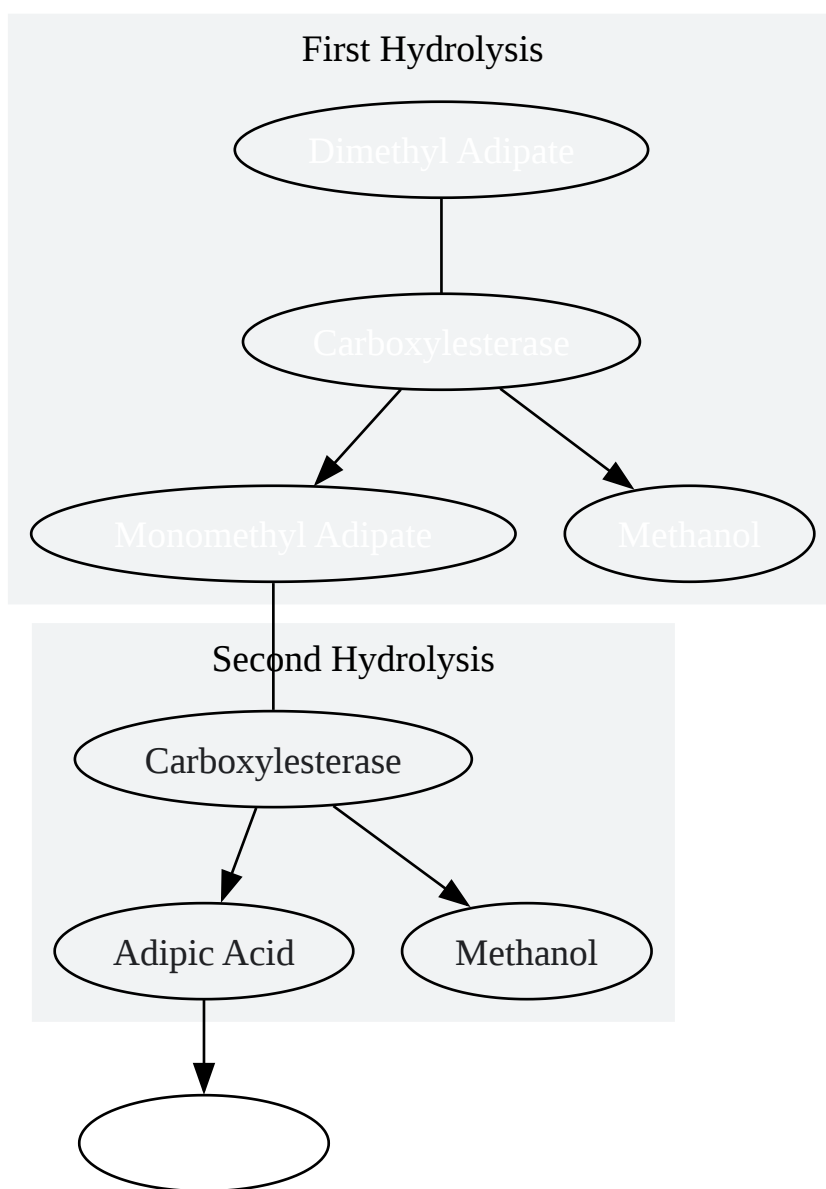 First Hydrolysis
Dimethyl Adipate
Carboxylesterase
Monomethyl Adipate
Methanol
Second Hydrolysis
Carboxylesterase
Adipic Acid
Methanol